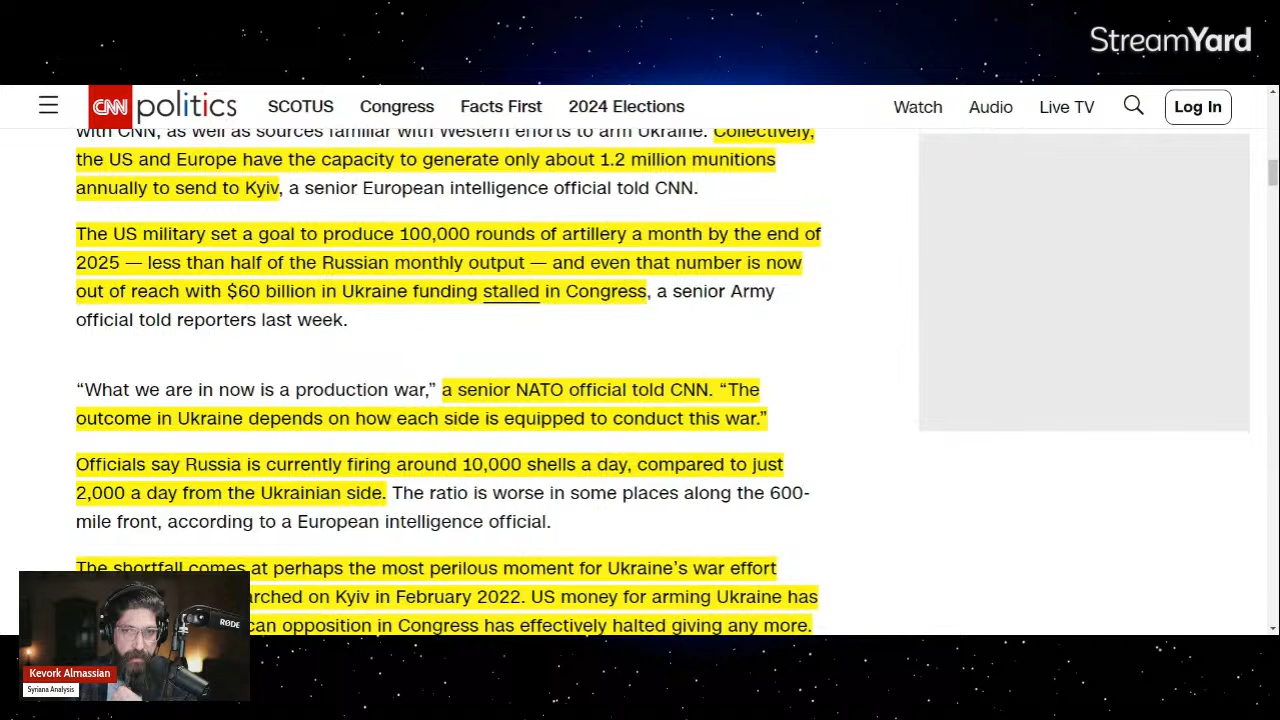 StreamYard
CNN politics SCOTUS Congress Facts First 2024 Elections Watch Audio Live TV Log In
with CNN, as well as sources familiar with Western efforts to arm Ukraine. Collectively,
the US and Europe have the capacity to generate only about 1.2 million munitions
annually to send to Kyiv, a senior European intelligence official told CNN.
The US military set a goal to produce 100,000 rounds of artillery a month by the end of
2025 — less than half of the Russian monthly output — and even that number is now
out of reach with $60 billion in Ukraine funding stalled in Congress, a senior Army
official told reporters last week.
“What we are in now is a production war,” a senior NATO official told CNN. “The
outcome in Ukraine depends on how each side is equipped to conduct this war.”
Officials say Russia is currently firing around 10,000 shells a day, compared to just
2,000 a day from the Ukrainian side. The ratio is worse in some places along the 600-
mile front, according to a European intelligence official.
The shortfall comes at perhaps the most perilous moment for Ukraine’s war effort
arched on Kyiv in February 2022. US money for arming Ukraine has
can opposition in Congress has effectively halted giving any more.
RØDE
Kevork Almassian
Syriana Analysis